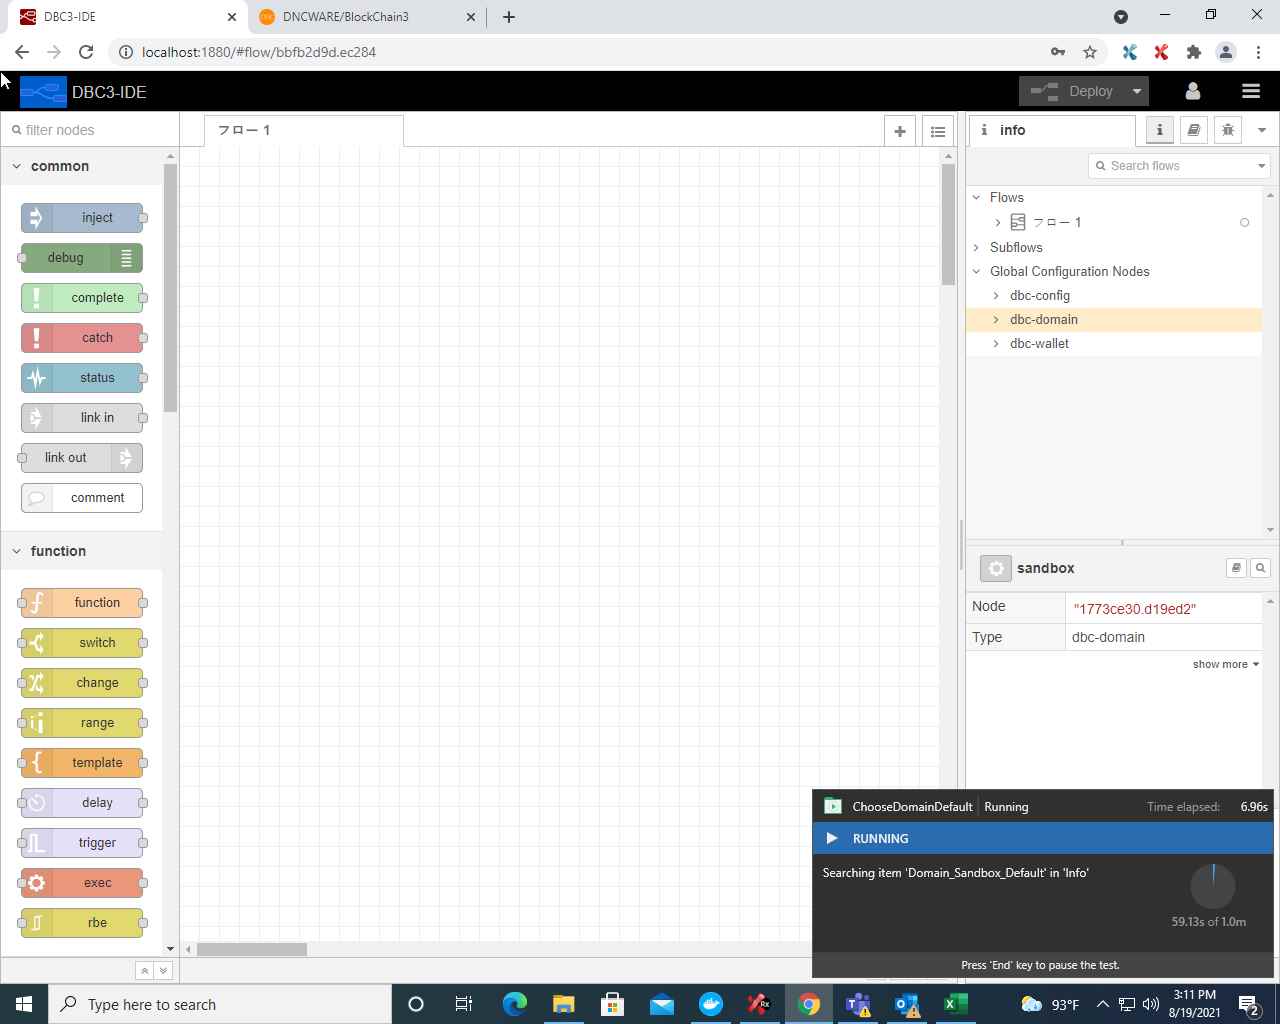 DBC3-IDE
DNCWARE/BlockChain3
localhost:1880/#flow/bbfb2d9d.ec284
DBC3-IDE
Deploy
filter nodes
フロー 1
info
common
inject
debug
complete
catch
status
link in
link out
comment
function
function
switch
change
range
template
delay
trigger
exec
rbe
Search flows
Flows
フロー 1
Subflows
Global Configuration Nodes
dbc-config
dbc-domain
dbc-wallet
sandbox
Node "1773ce30.d19ed2"
Type dbc-domain
show more
ChooseDomainDefault Running Time elapsed: 6.96s
RUNNING
Searching item 'Domain_Sandbox_Default' in 'Info'
59.13s of 1.0m
Press 'End' key to pause the test.
Type here to search
Rx
93°F
3:11 PM
8/19/2021
2